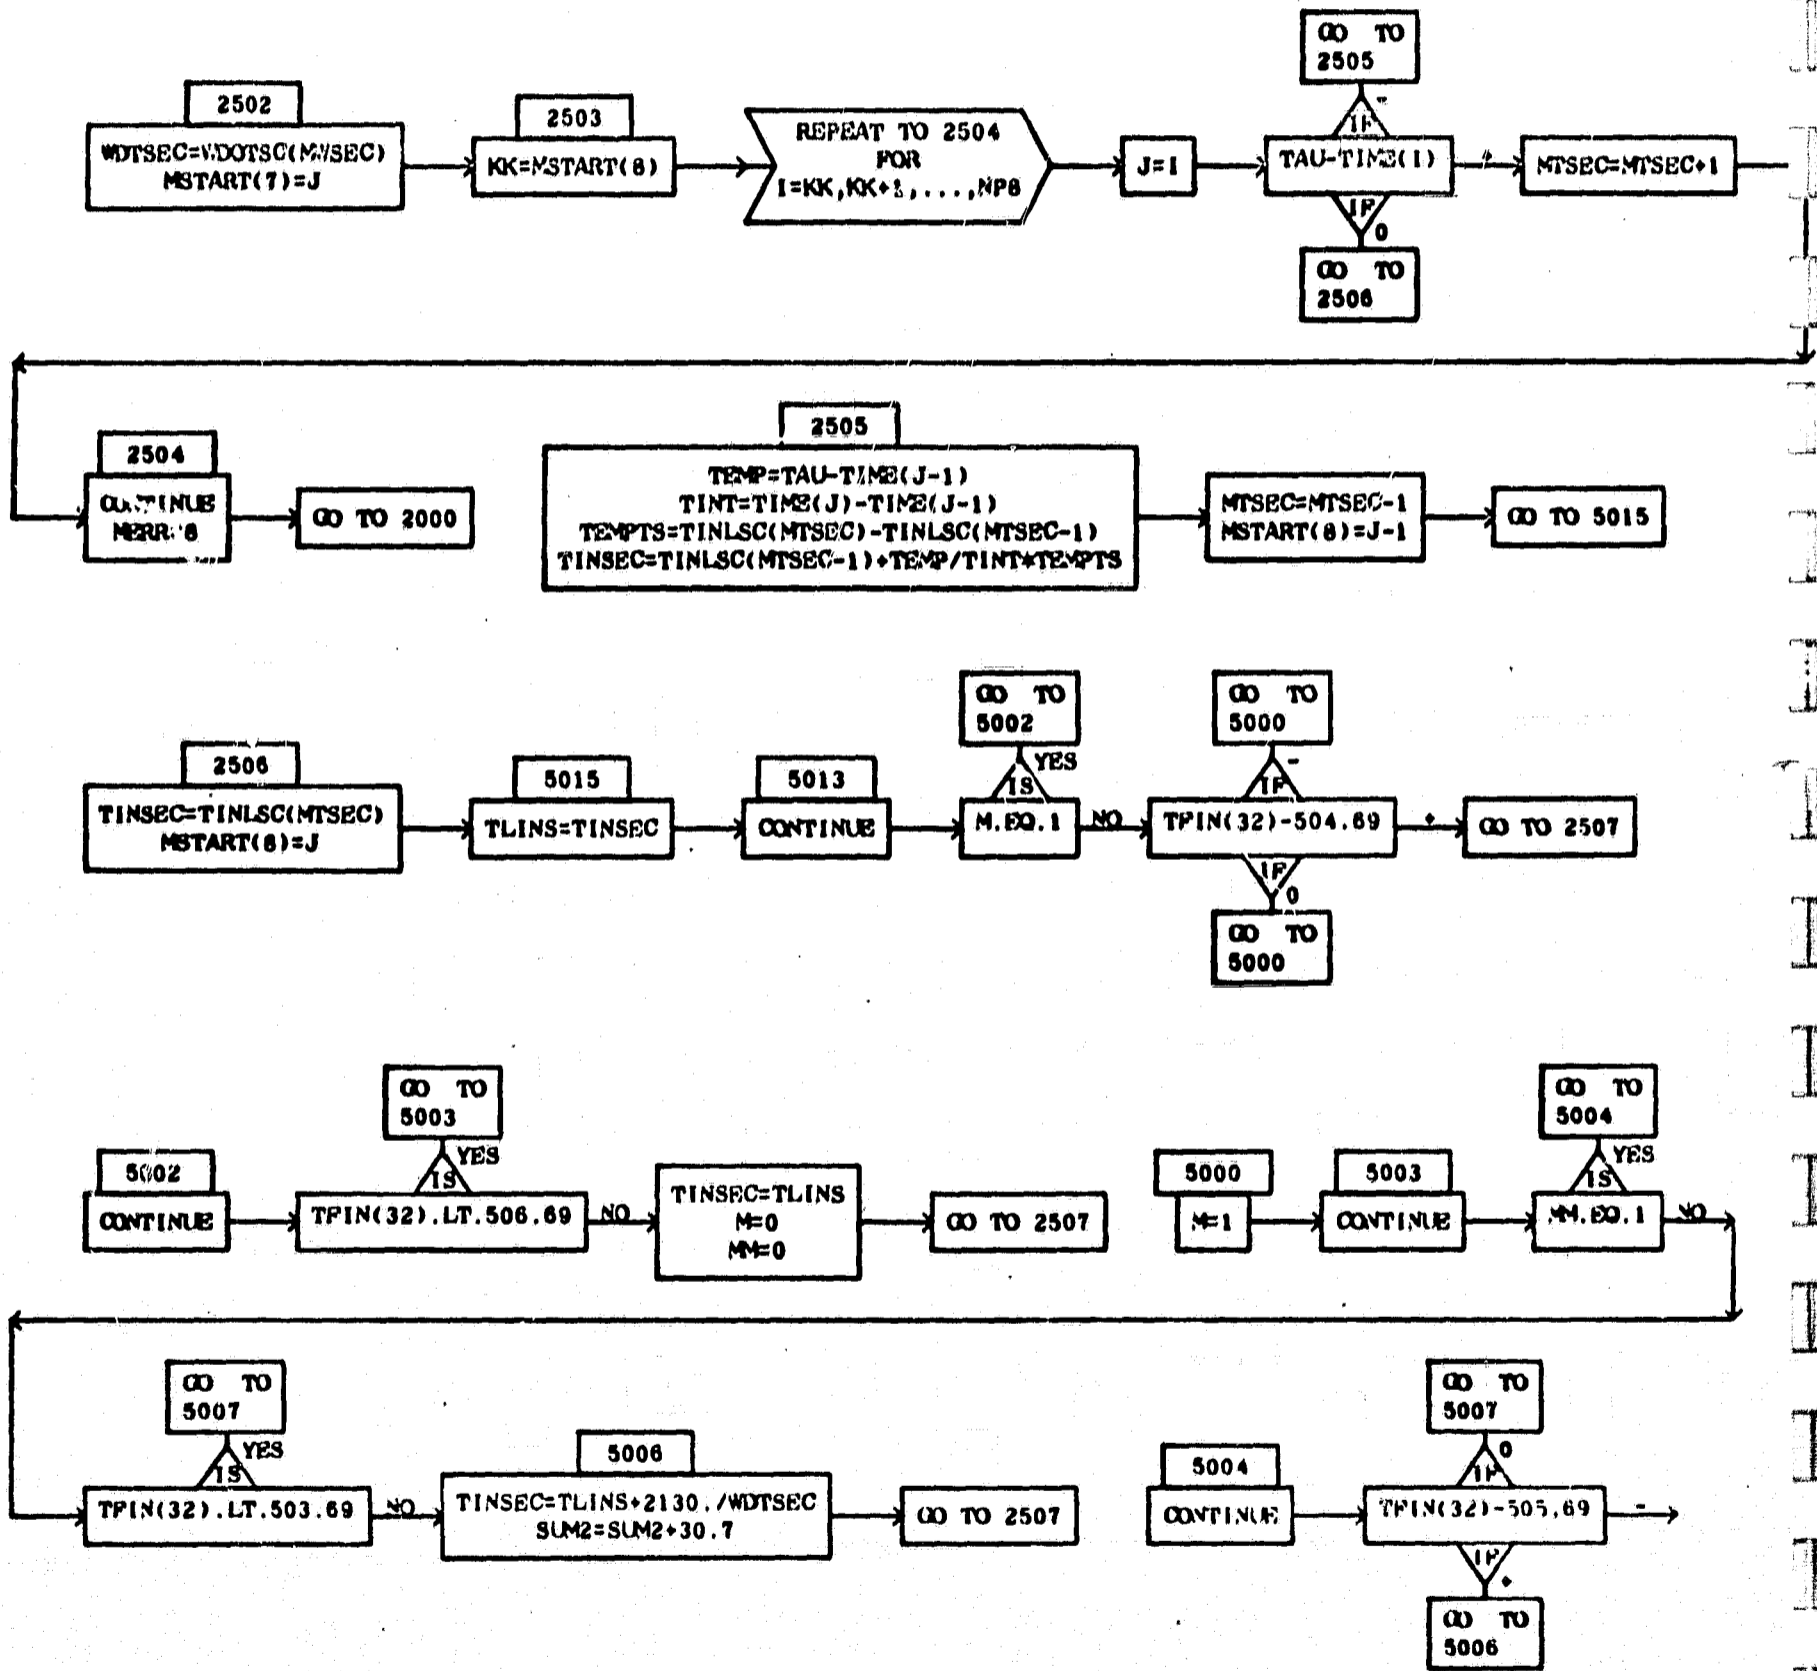 GO TO
2505
2502
WDTSEC=WDOTSC(MWSEC)
MSTART(7)=J
2503
KK=MSTART(8)
REPEAT TO 2504
FOR
I=KK,KK+1,...,NP8
J=I
-
IF
TAU-TIME(I)
+
IF
0
GO TO
2506
MTSEC=MTSEC+1
2504
CONTINUE
MERR=8
GO TO 2000
2505
TEMP=TAU-TIME(J-1)
TINT=TIME(J)-TIME(J-1)
TEMPTS=TINLSC(MTSEC)-TINLSC(MTSEC-1)
TINSEC=TINLSC(MTSEC-1)+TEMP/TINT*TEMPTS
MTSEC=MTSEC-1
MSTART(8)=J-1
GO TO 5015
2506
TINSEC=TINLSC(MTSEC)
MSTART(8)=J
5015
TLINS=TINSEC
5013
CONTINUE
GO TO
5002
YES
IS
M.EQ.1
NO
GO TO
5000
-
IF
TFIN(32)-504.69
+
IF
0
GO TO
5000
GO TO 2507
5002
CONTINUE
GO TO
5003
YES
IS
TFIN(32).LT.506.69
NO
TINSEC=TLINS
M=0
MM=0
GO TO 2507
5000
M=1
5003
CONTINUE
GO TO
5004
YES
IS
MM.EQ.1
NO
GO TO
5007
YES
IS
TFIN(32).LT.503.69
NO
5006
TINSEC=TLINS+2130./WDTSEC
SUM2=SUM2+30.7
GO TO 2507
5004
CONTINUE
GO TO
5007
0
IF
TFIN(32)-505.69
-
IF
+
GO TO
5006